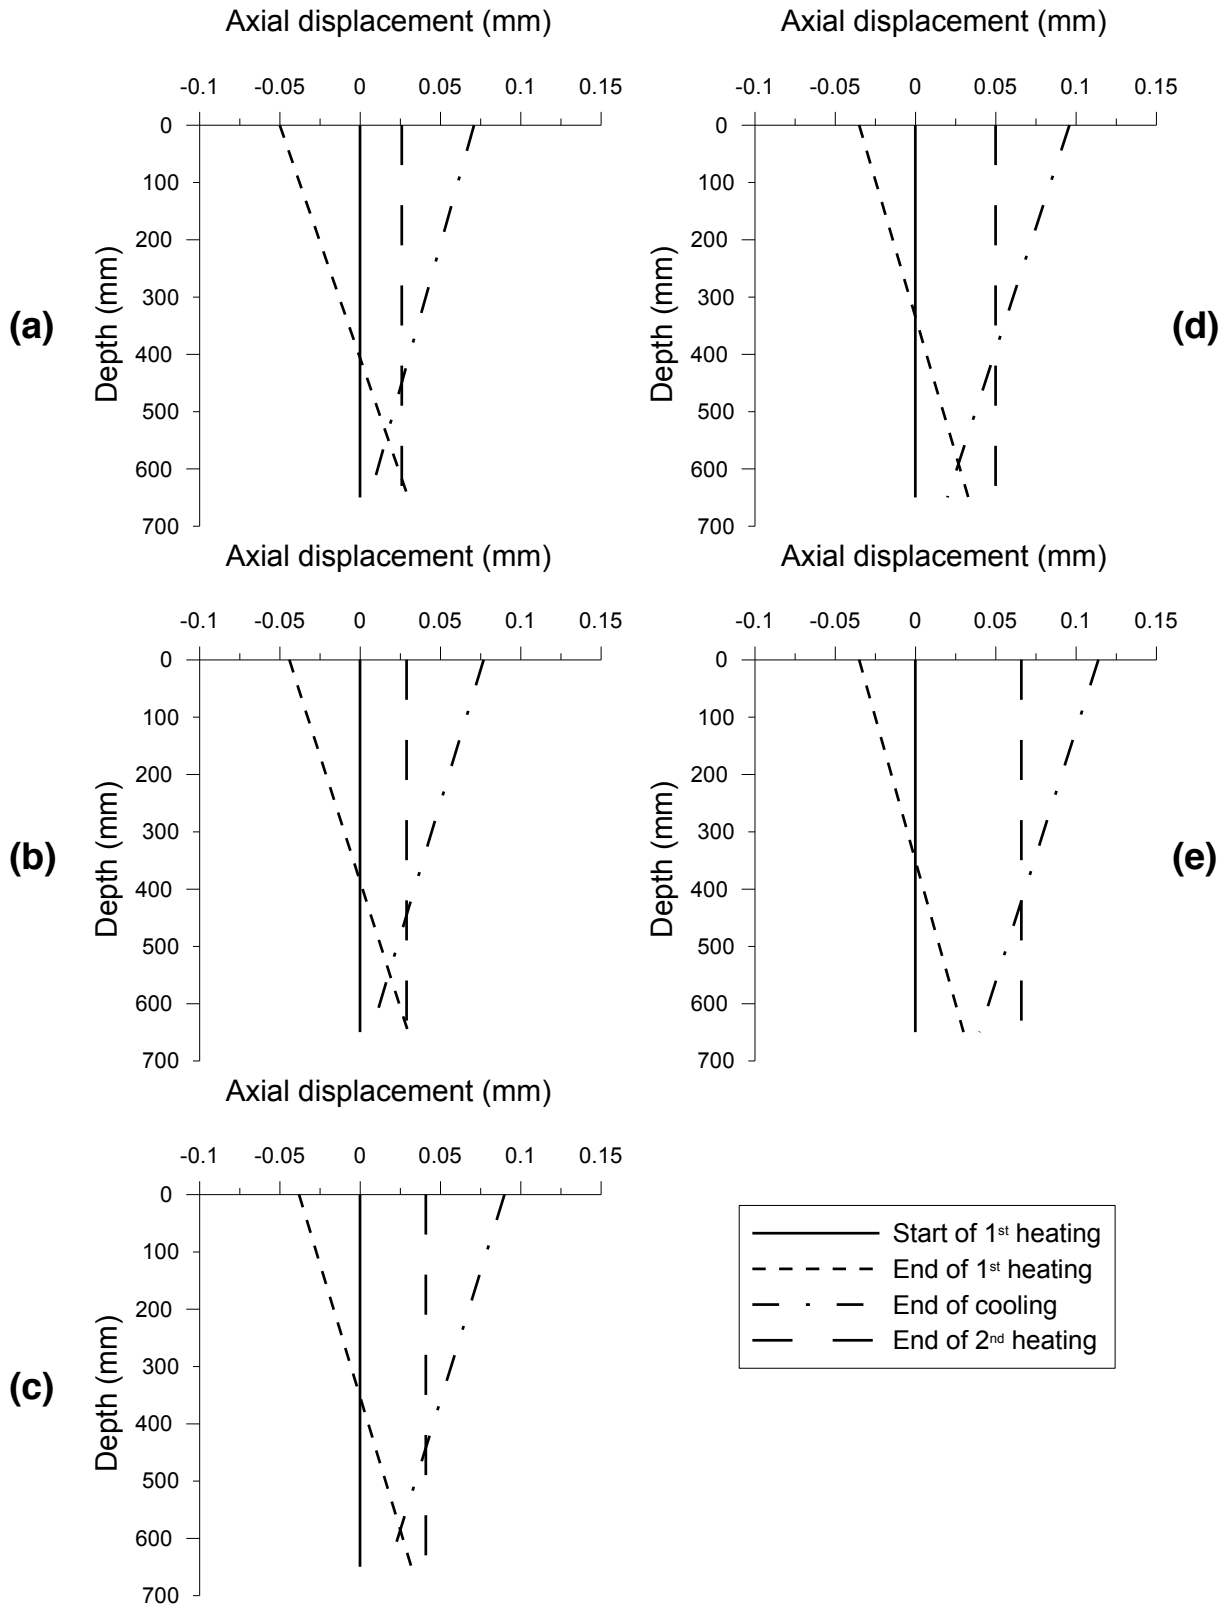 Axial displacement (mm)
-0.1 -0.05 0 0.05 0.1 0.15
0
100
200
300
400
500
600
700
Depth (mm)
(a)
Axial displacement (mm)
-0.1 -0.05 0 0.05 0.1 0.15
0
100
200
300
400
500
600
700
Depth (mm)
(d)
Axial displacement (mm)
-0.1 -0.05 0 0.05 0.1 0.15
0
100
200
300
400
500
600
700
Depth (mm)
(b)
Axial displacement (mm)
-0.1 -0.05 0 0.05 0.1 0.15
0
100
200
300
400
500
600
700
Depth (mm)
(e)
Axial displacement (mm)
-0.1 -0.05 0 0.05 0.1 0.15
0
100
200
300
400
500
600
700
Depth (mm)
(c)
Start of 1st heating
End of 1st heating
End of cooling
End of 2nd heating